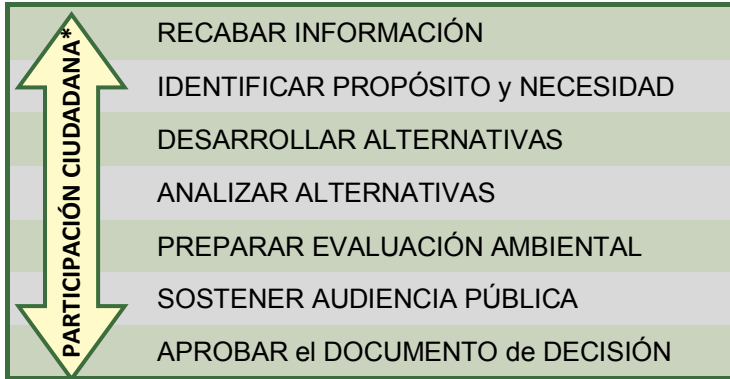 PARTICIPACIÓN CIUDADANA*
RECABAR INFORMACIÓN
IDENTIFICAR PROPÓSITO y NECESIDAD
DESARROLLAR ALTERNATIVAS
ANALIZAR ALTERNATIVAS
PREPARAR EVALUACIÓN AMBIENTAL
SOSTENER AUDIENCIA PÚBLICA
APROBAR el DOCUMENTO de DECISIÓN